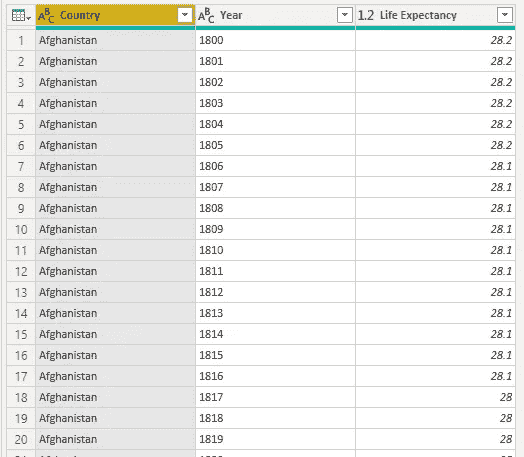 ABC Country ABC Year 1.2 Life Expectancy
1 Afghanistan 1800 28.2
2 Afghanistan 1801 28.2
3 Afghanistan 1802 28.2
4 Afghanistan 1803 28.2
5 Afghanistan 1804 28.2
6 Afghanistan 1805 28.2
7 Afghanistan 1806 28.1
8 Afghanistan 1807 28.1
9 Afghanistan 1808 28.1
10 Afghanistan 1809 28.1
11 Afghanistan 1810 28.1
12 Afghanistan 1811 28.1
13 Afghanistan 1812 28.1
14 Afghanistan 1813 28.1
15 Afghanistan 1814 28.1
16 Afghanistan 1815 28.1
17 Afghanistan 1816 28.1
18 Afghanistan 1817 28
19 Afghanistan 1818 28
20 Afghanistan 1819 28